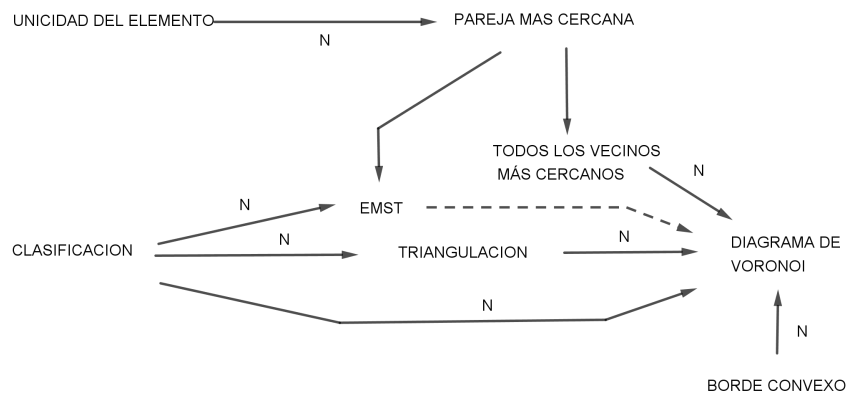 UNICIDAD DEL ELEMENTO
N
PAREJA MAS CERCANA
TODOS LOS VECINOS
MÁS CERCANOS
N
N
EMST
CLASIFICACION
N
TRIANGULACION
N
DIAGRAMA DE
VORONOI
N
N
BORDE CONVEXO